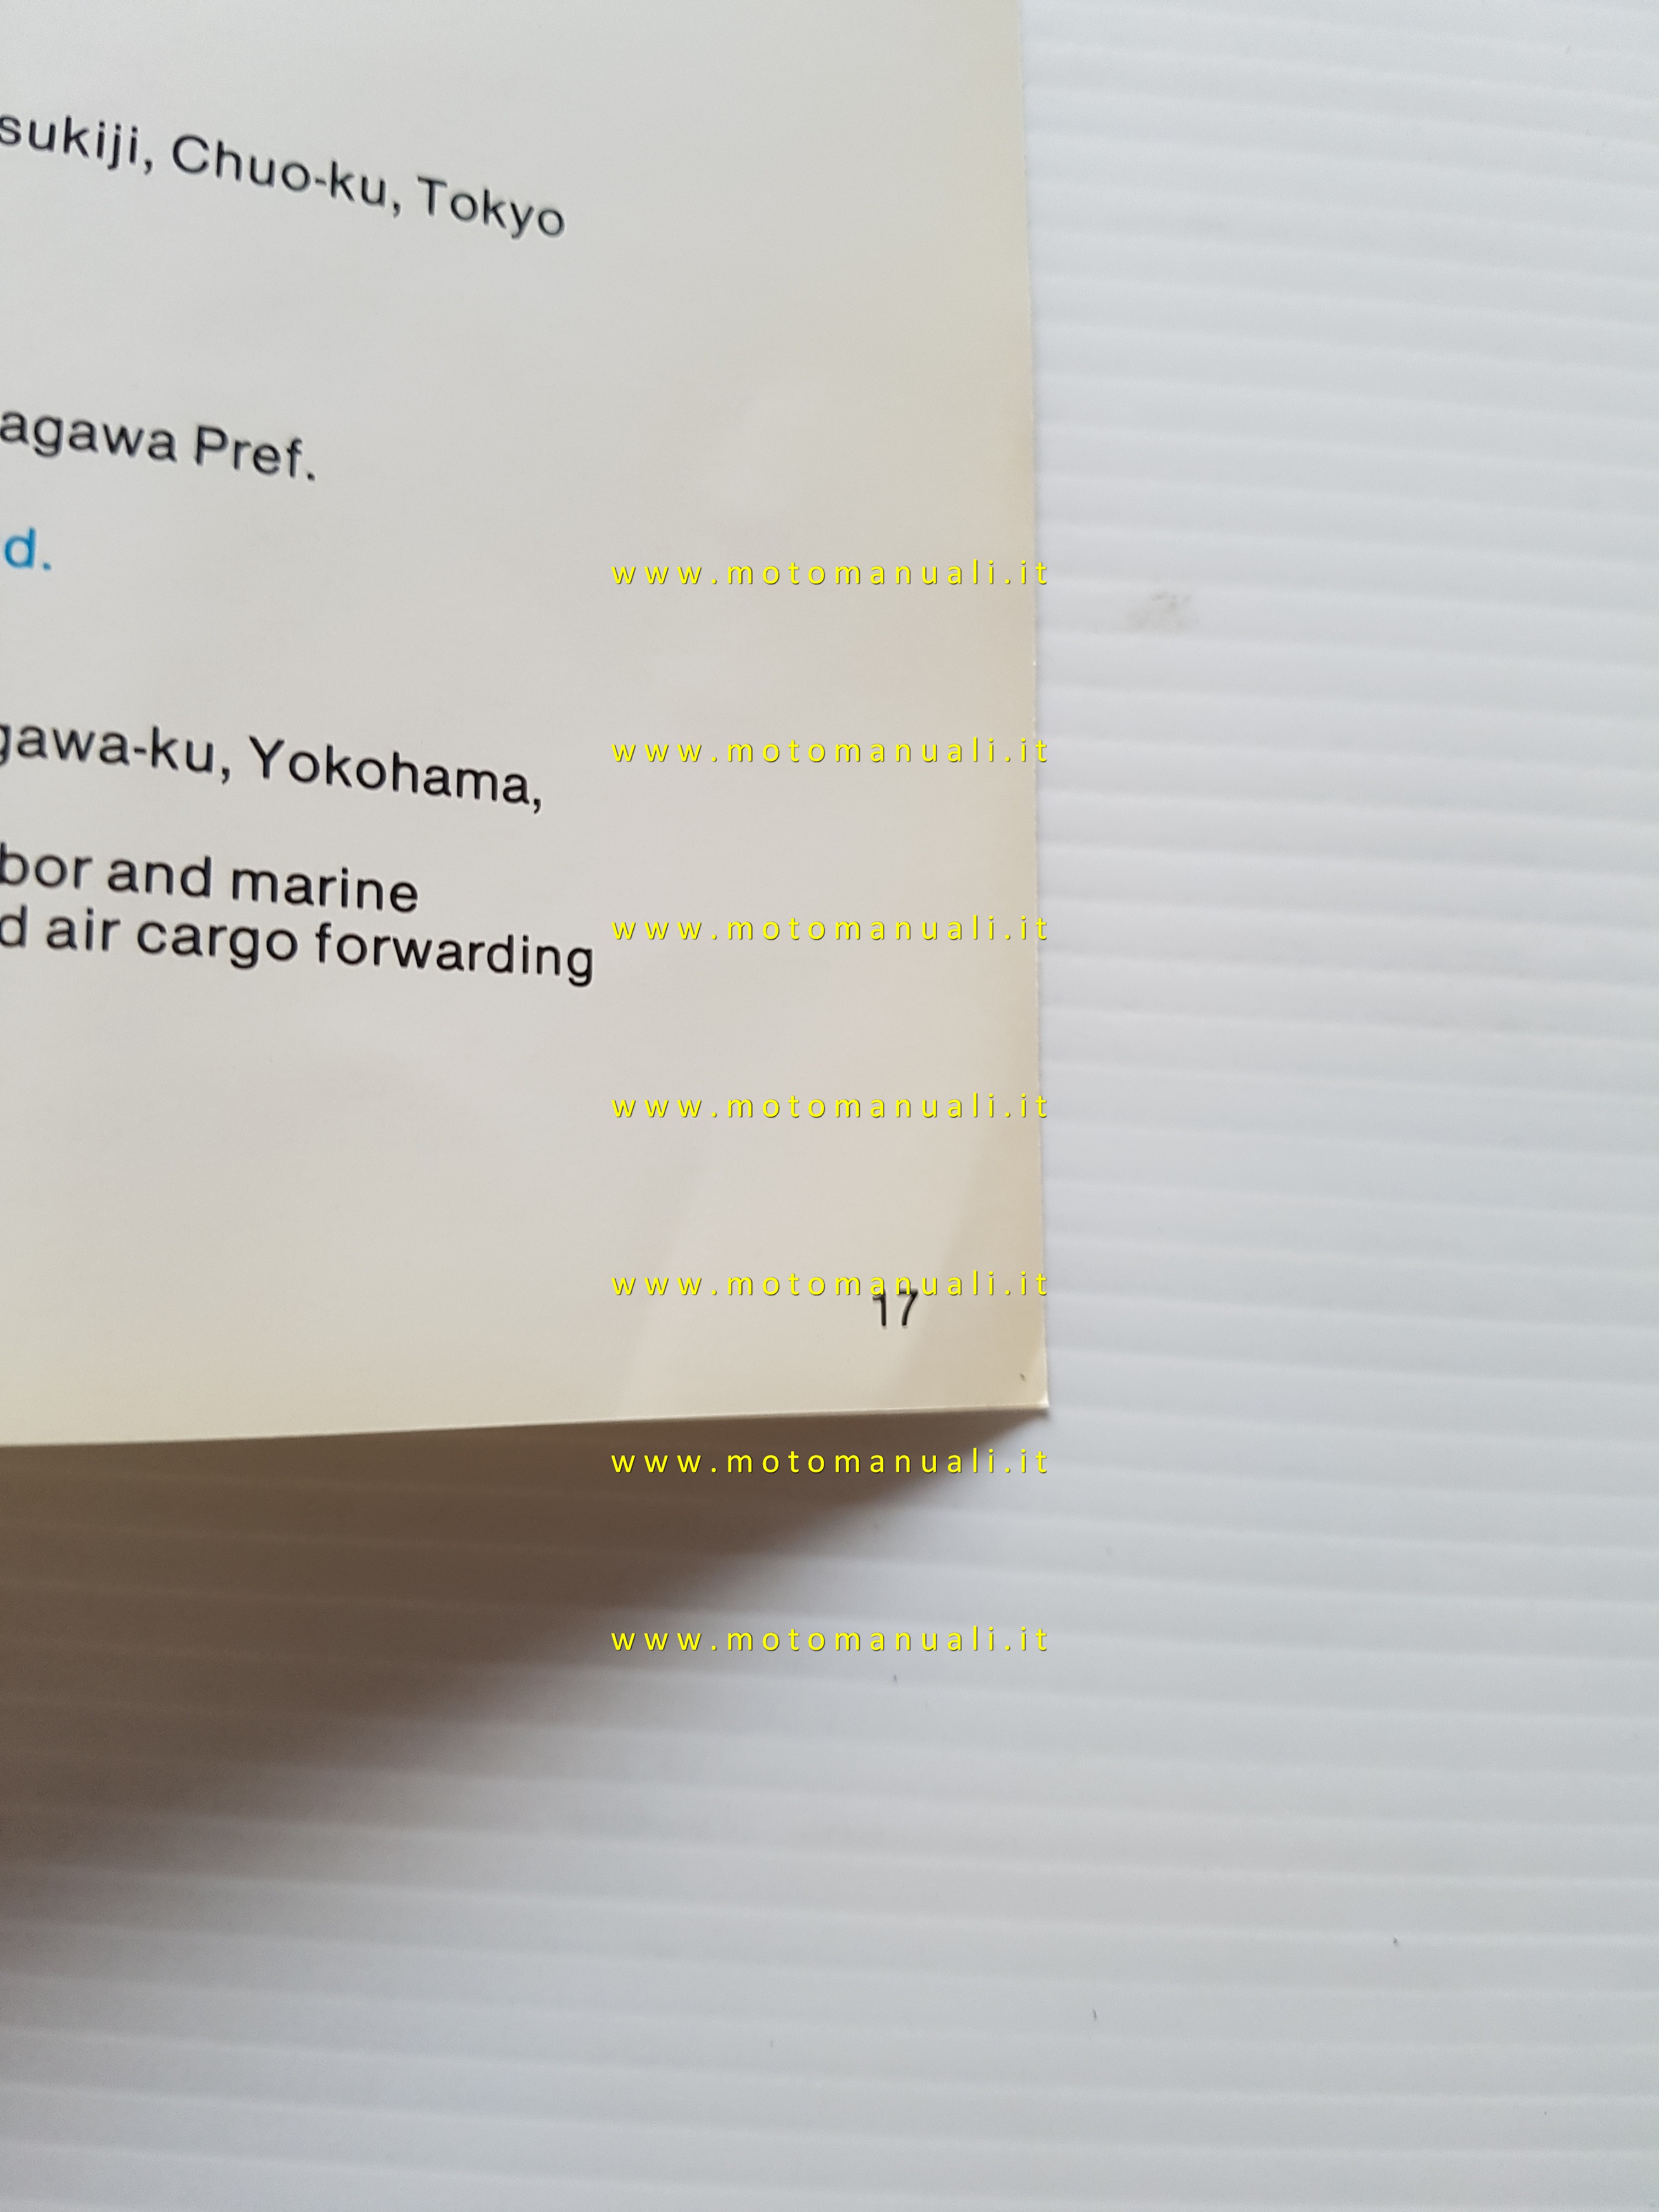 sukiji, Chuo-ku, Tokyo
agawa Pref.
d.
gawa-ku, Yokohama,
bor and marine
d air cargo forwarding
17
www.motomanuali.it
www.motomanuali.it
www.motomanuali.it
www.motomanuali.it
www.motomanuali.it
www.motomanuali.it
www.motomanuali.it